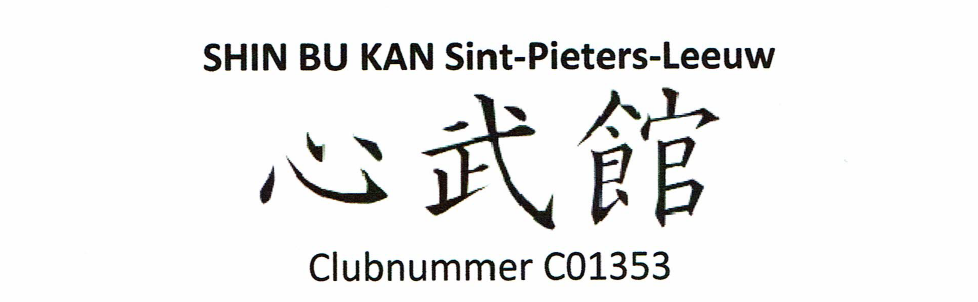 SHIN BU KAN Sint-Pieters-Leeuw
心武館
Clubnummer C01353